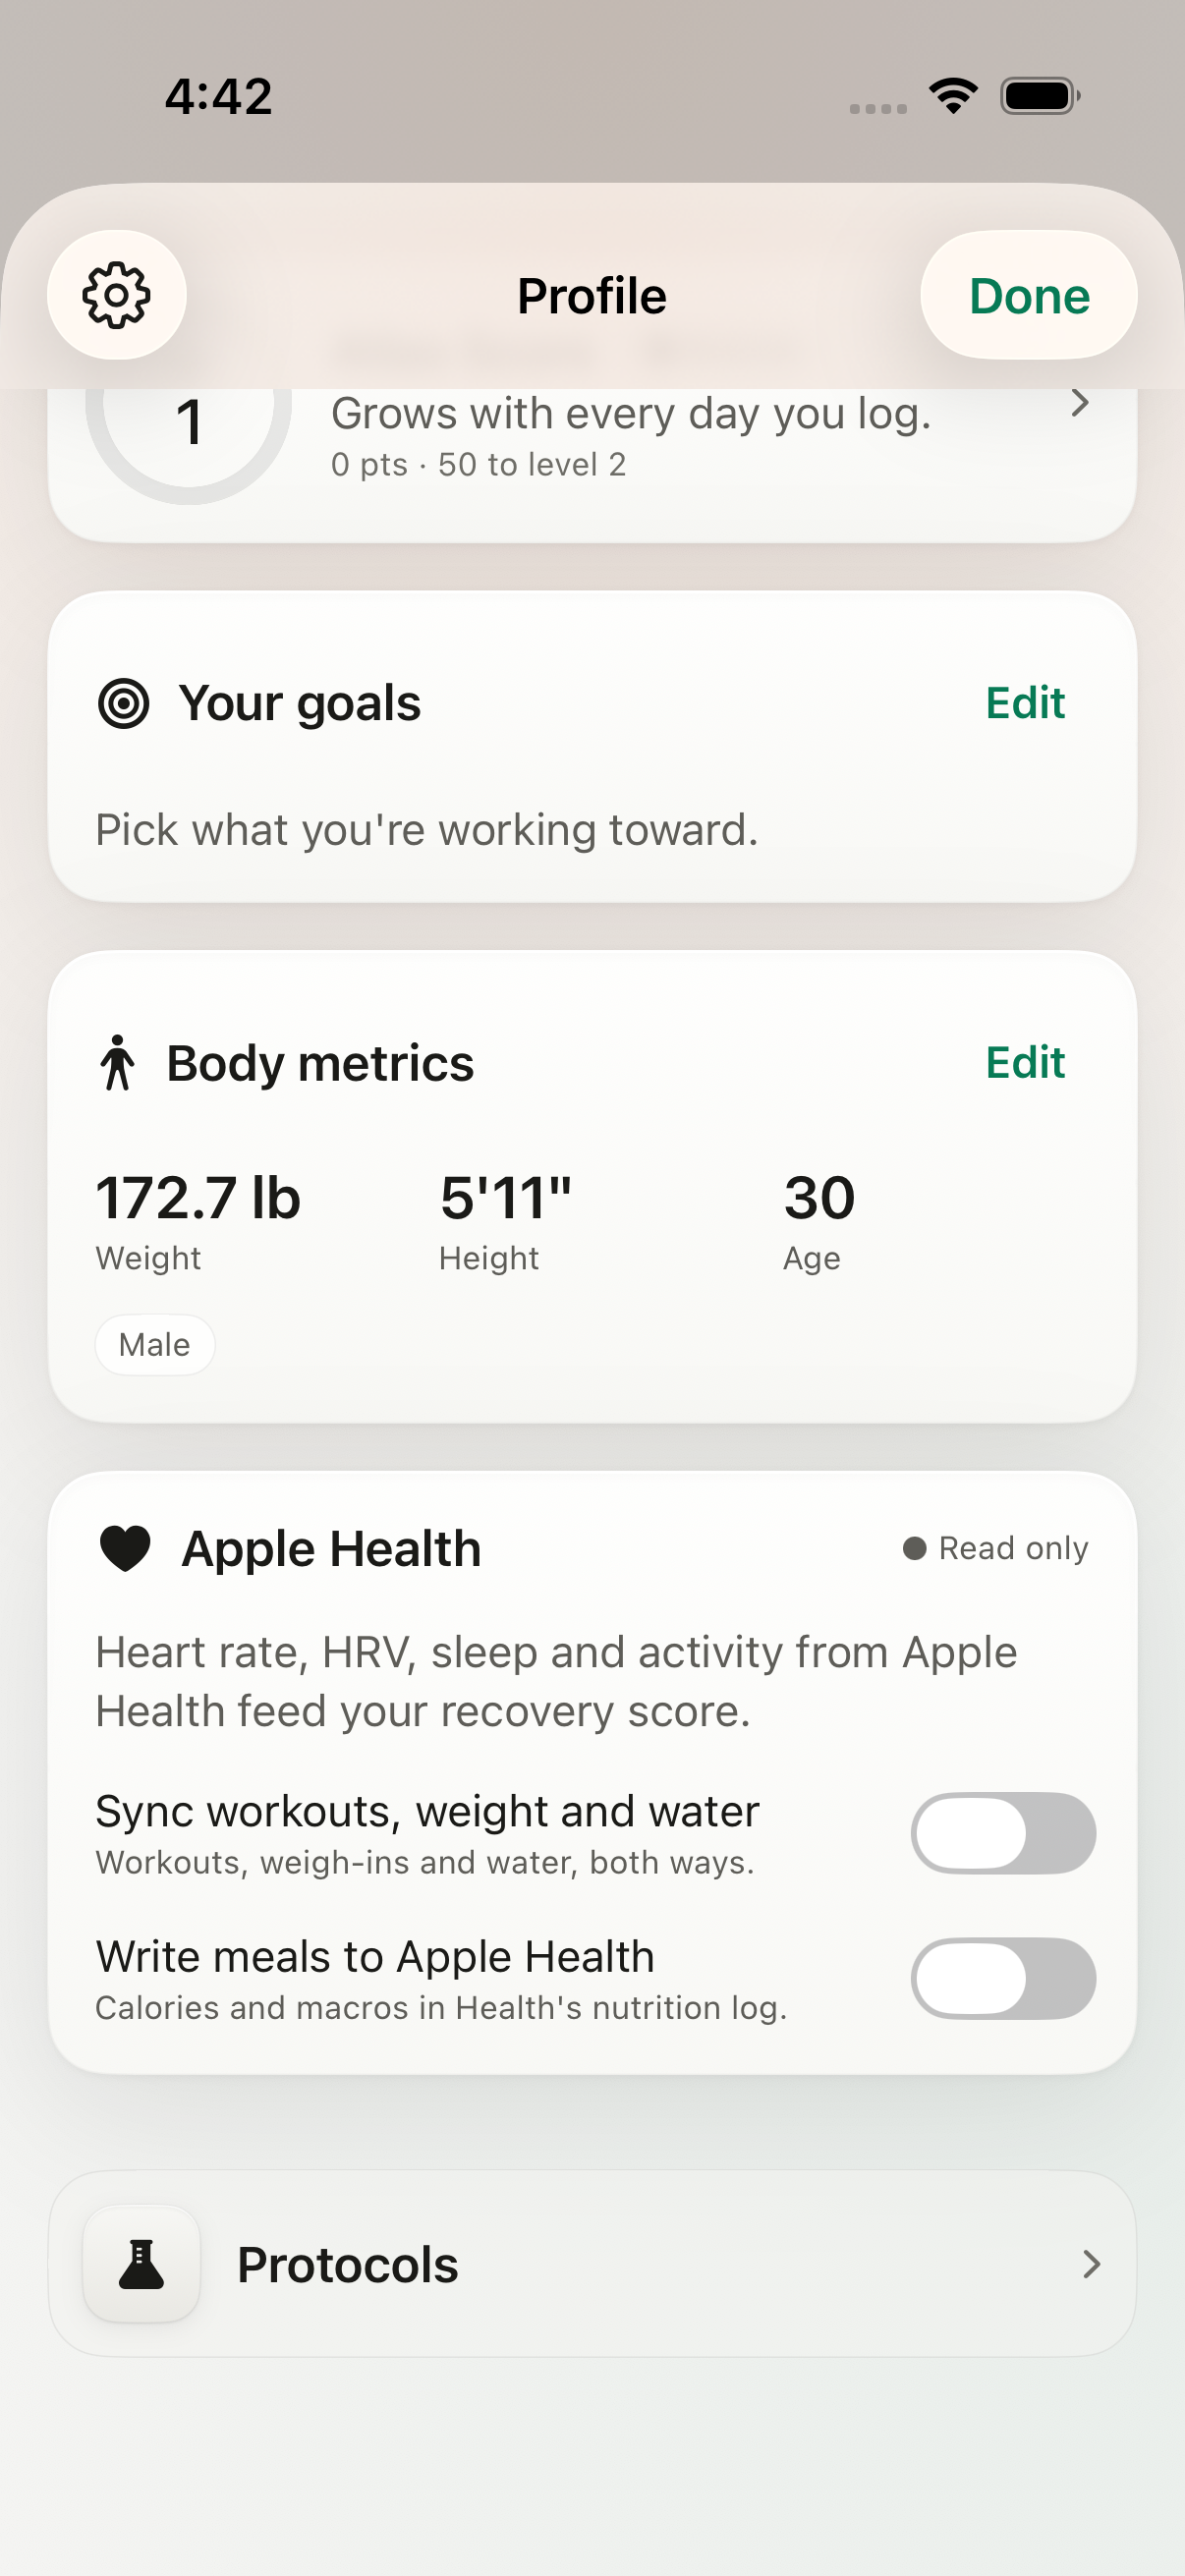 4:42
Profile
Done
1
Grows with every day you log.
0 pts · 50 to level 2
Your goals
Edit
Pick what you're working toward.
Body metrics
Edit
172.7 lb
5'11"
30
Weight
Height
Age
Male
Apple Health
Read only
Heart rate, HRV, sleep and activity from Apple
Health feed your recovery score.
Sync workouts, weight and water
Workouts, weigh-ins and water, both ways.
Write meals to Apple Health
Calories and macros in Health's nutrition log.
Protocols